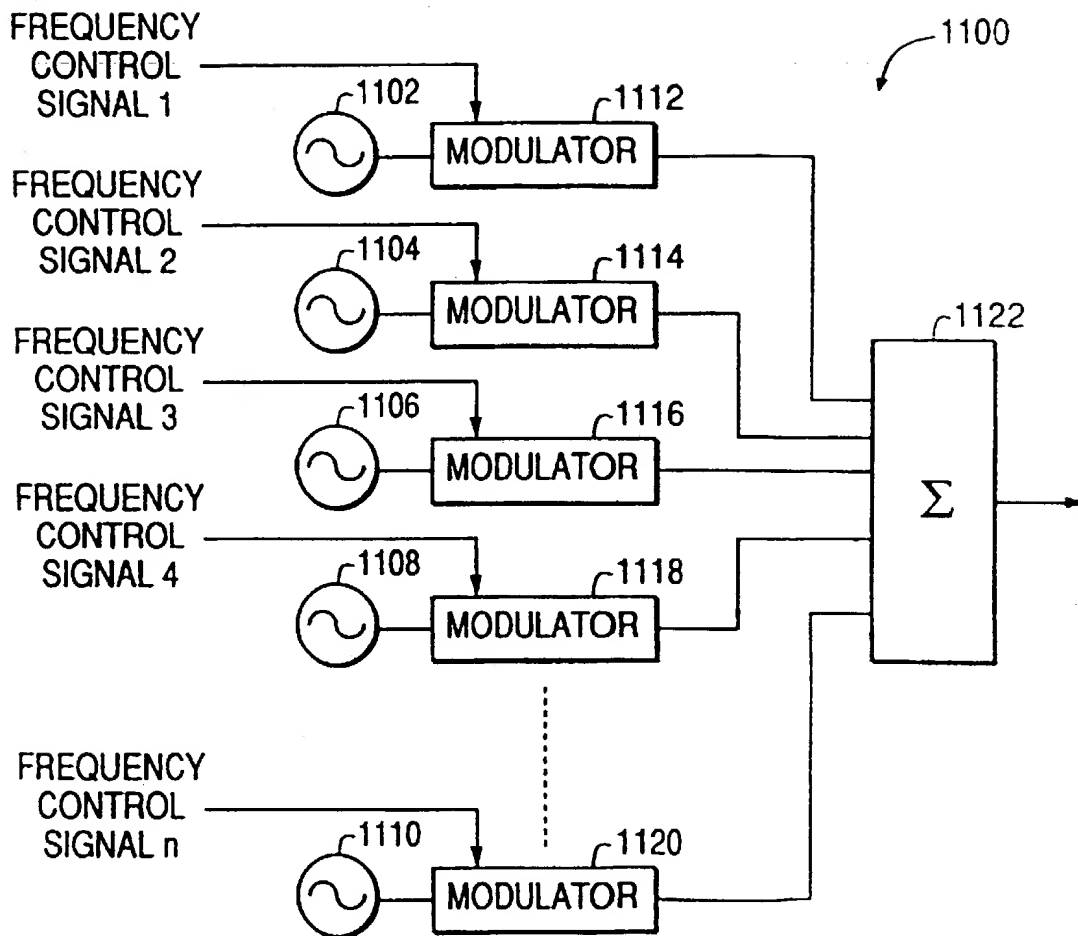 FREQUENCY
CONTROL
SIGNAL 1
1100
1102
1112
MODULATOR
FREQUENCY
CONTROL
SIGNAL 2
1104
1114
MODULATOR
1122
Σ
FREQUENCY
CONTROL
SIGNAL 3
1106
1116
MODULATOR
FREQUENCY
CONTROL
SIGNAL 4
1108
1118
MODULATOR
FREQUENCY
CONTROL
SIGNAL n
1110
1120
MODULATOR